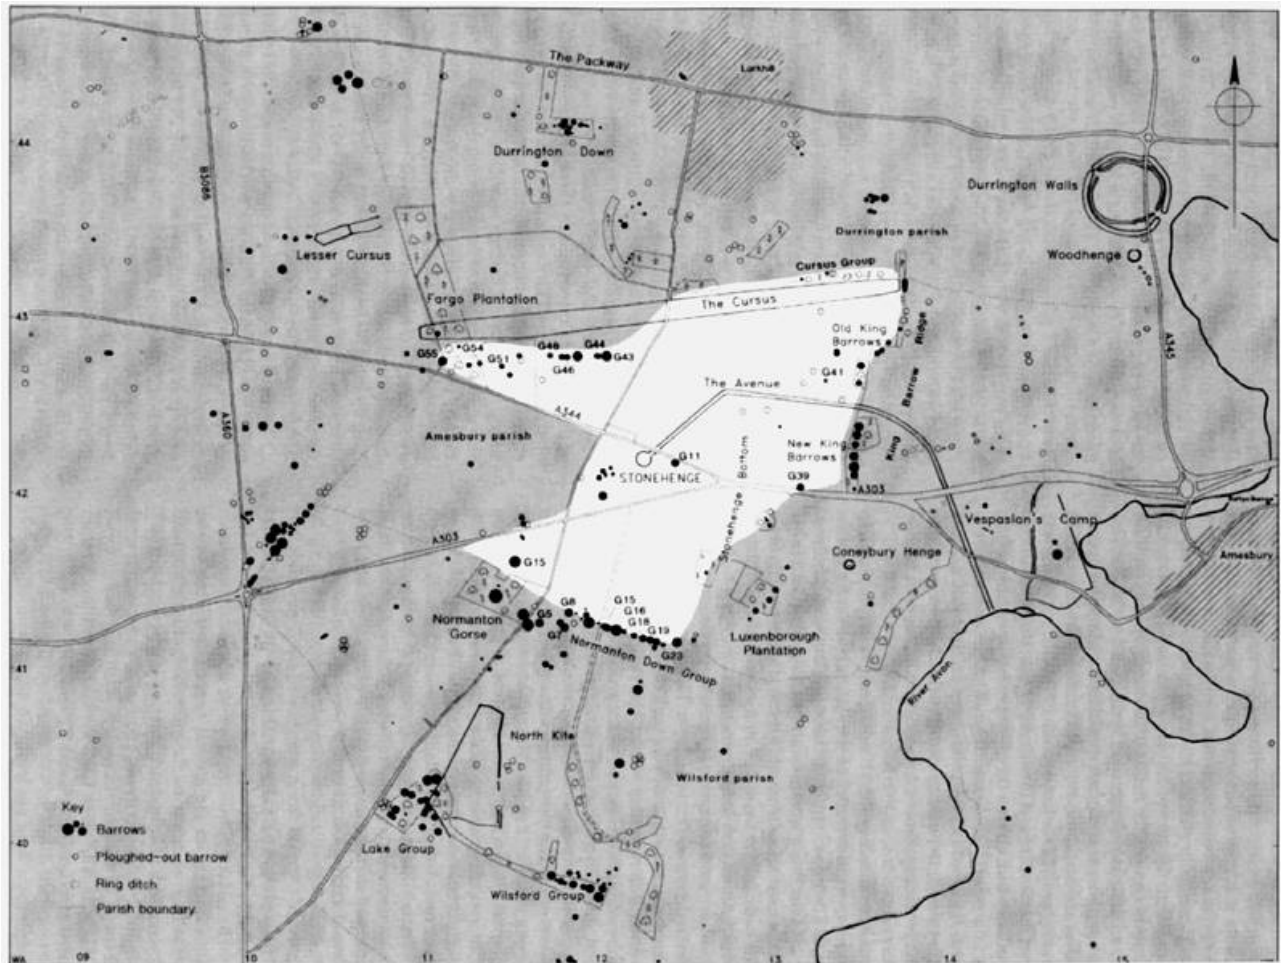 The Packway
Larkhill
44
Durrington Down
B3086
Durrington Walls
Durrington parish
Lesser Cursus
Woodhenge
Cursus Group
Fargo Plantation
The Cursus
43
Old King
Barrows
Ridge
A345
G54
G48
G44
G55
G51
G43
G46
G41
The Avenue
Barrow
A344
A360
Amesbury parish
New King
Barrows
King
G11
STONEHENGE
Stonehenge Bottom
G39
42
A303
Vespasian's Camp
A303
Coneybury Henge
Amesbury
G15
Normanton
Gorse
G8
G15
G5
G16
G18
G7
G19
G23
Luxenborough
Plantation
Normanton Down Group
41
River Avon
North Kite
Wilsford parish
Key
Barrows
Ploughed-out barrow
Ring ditch
Parish boundary
Lake Group
40
Wilsford Group
WA
09
10
11
12
13
14
15